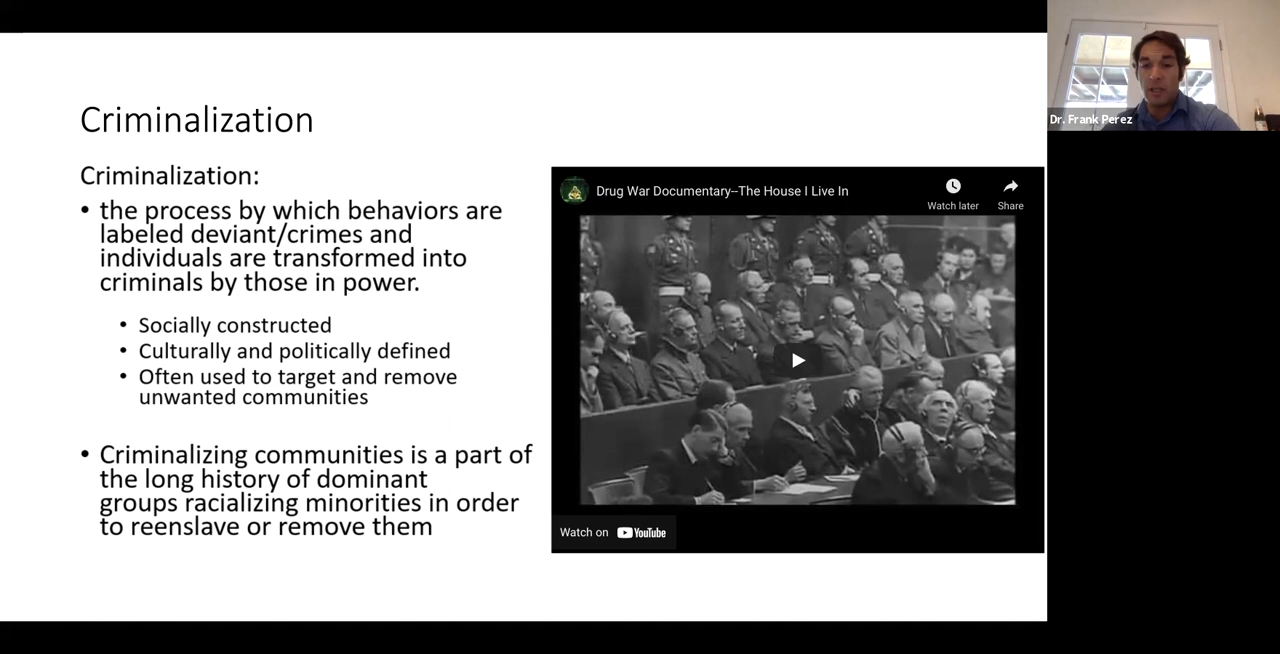 Criminalization
Criminalization:
• the process by which behaviors are
labeled deviant/crimes and
individuals are transformed into
criminals by those in power.
• Socially constructed
• Culturally and politically defined
• Often used to target and remove
unwanted communities
• Criminalizing communities is a part of
the long history of dominant
groups racializing minorities in order
to reenslave or remove them
Drug War Documentary--The House I Live In
Watch later
Share
Watch on YouTube
Dr. Frank Perez